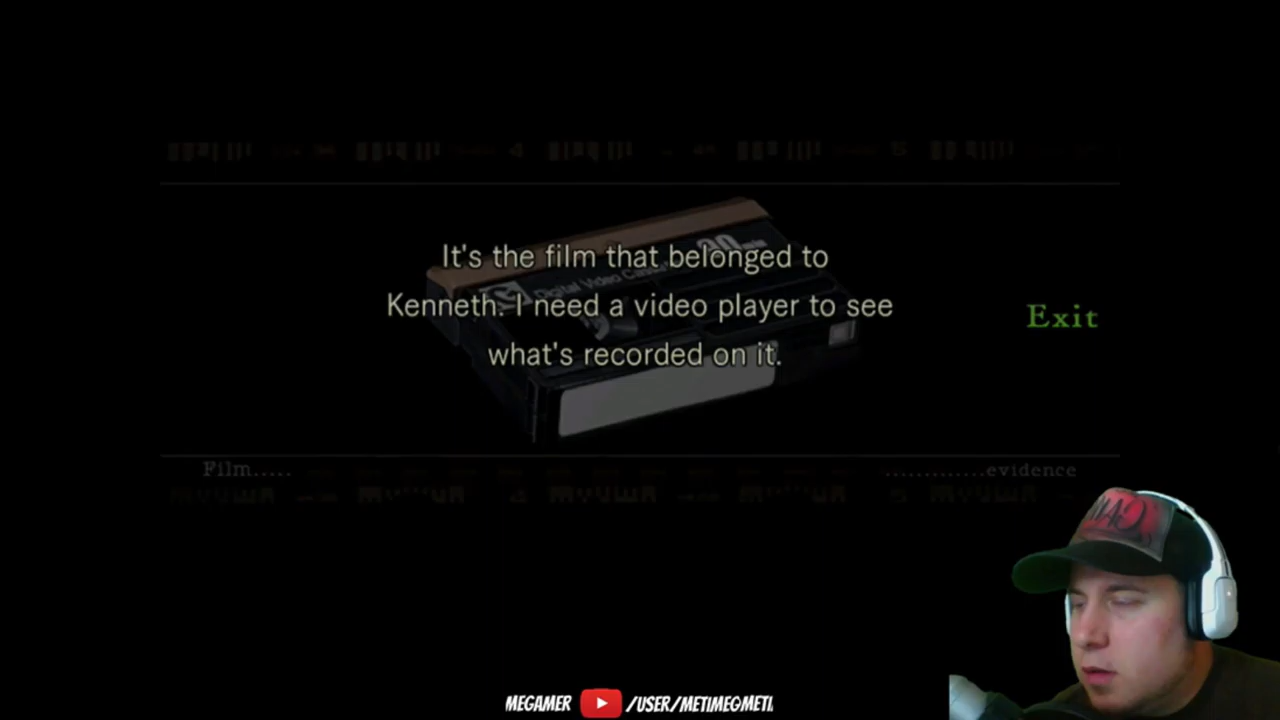 It's the film that belonged to
Kenneth. I need a video player to see
what's recorded on it.
Exit
Film.....
.............evidence
MEGAMER /USER/METIMEGMETI